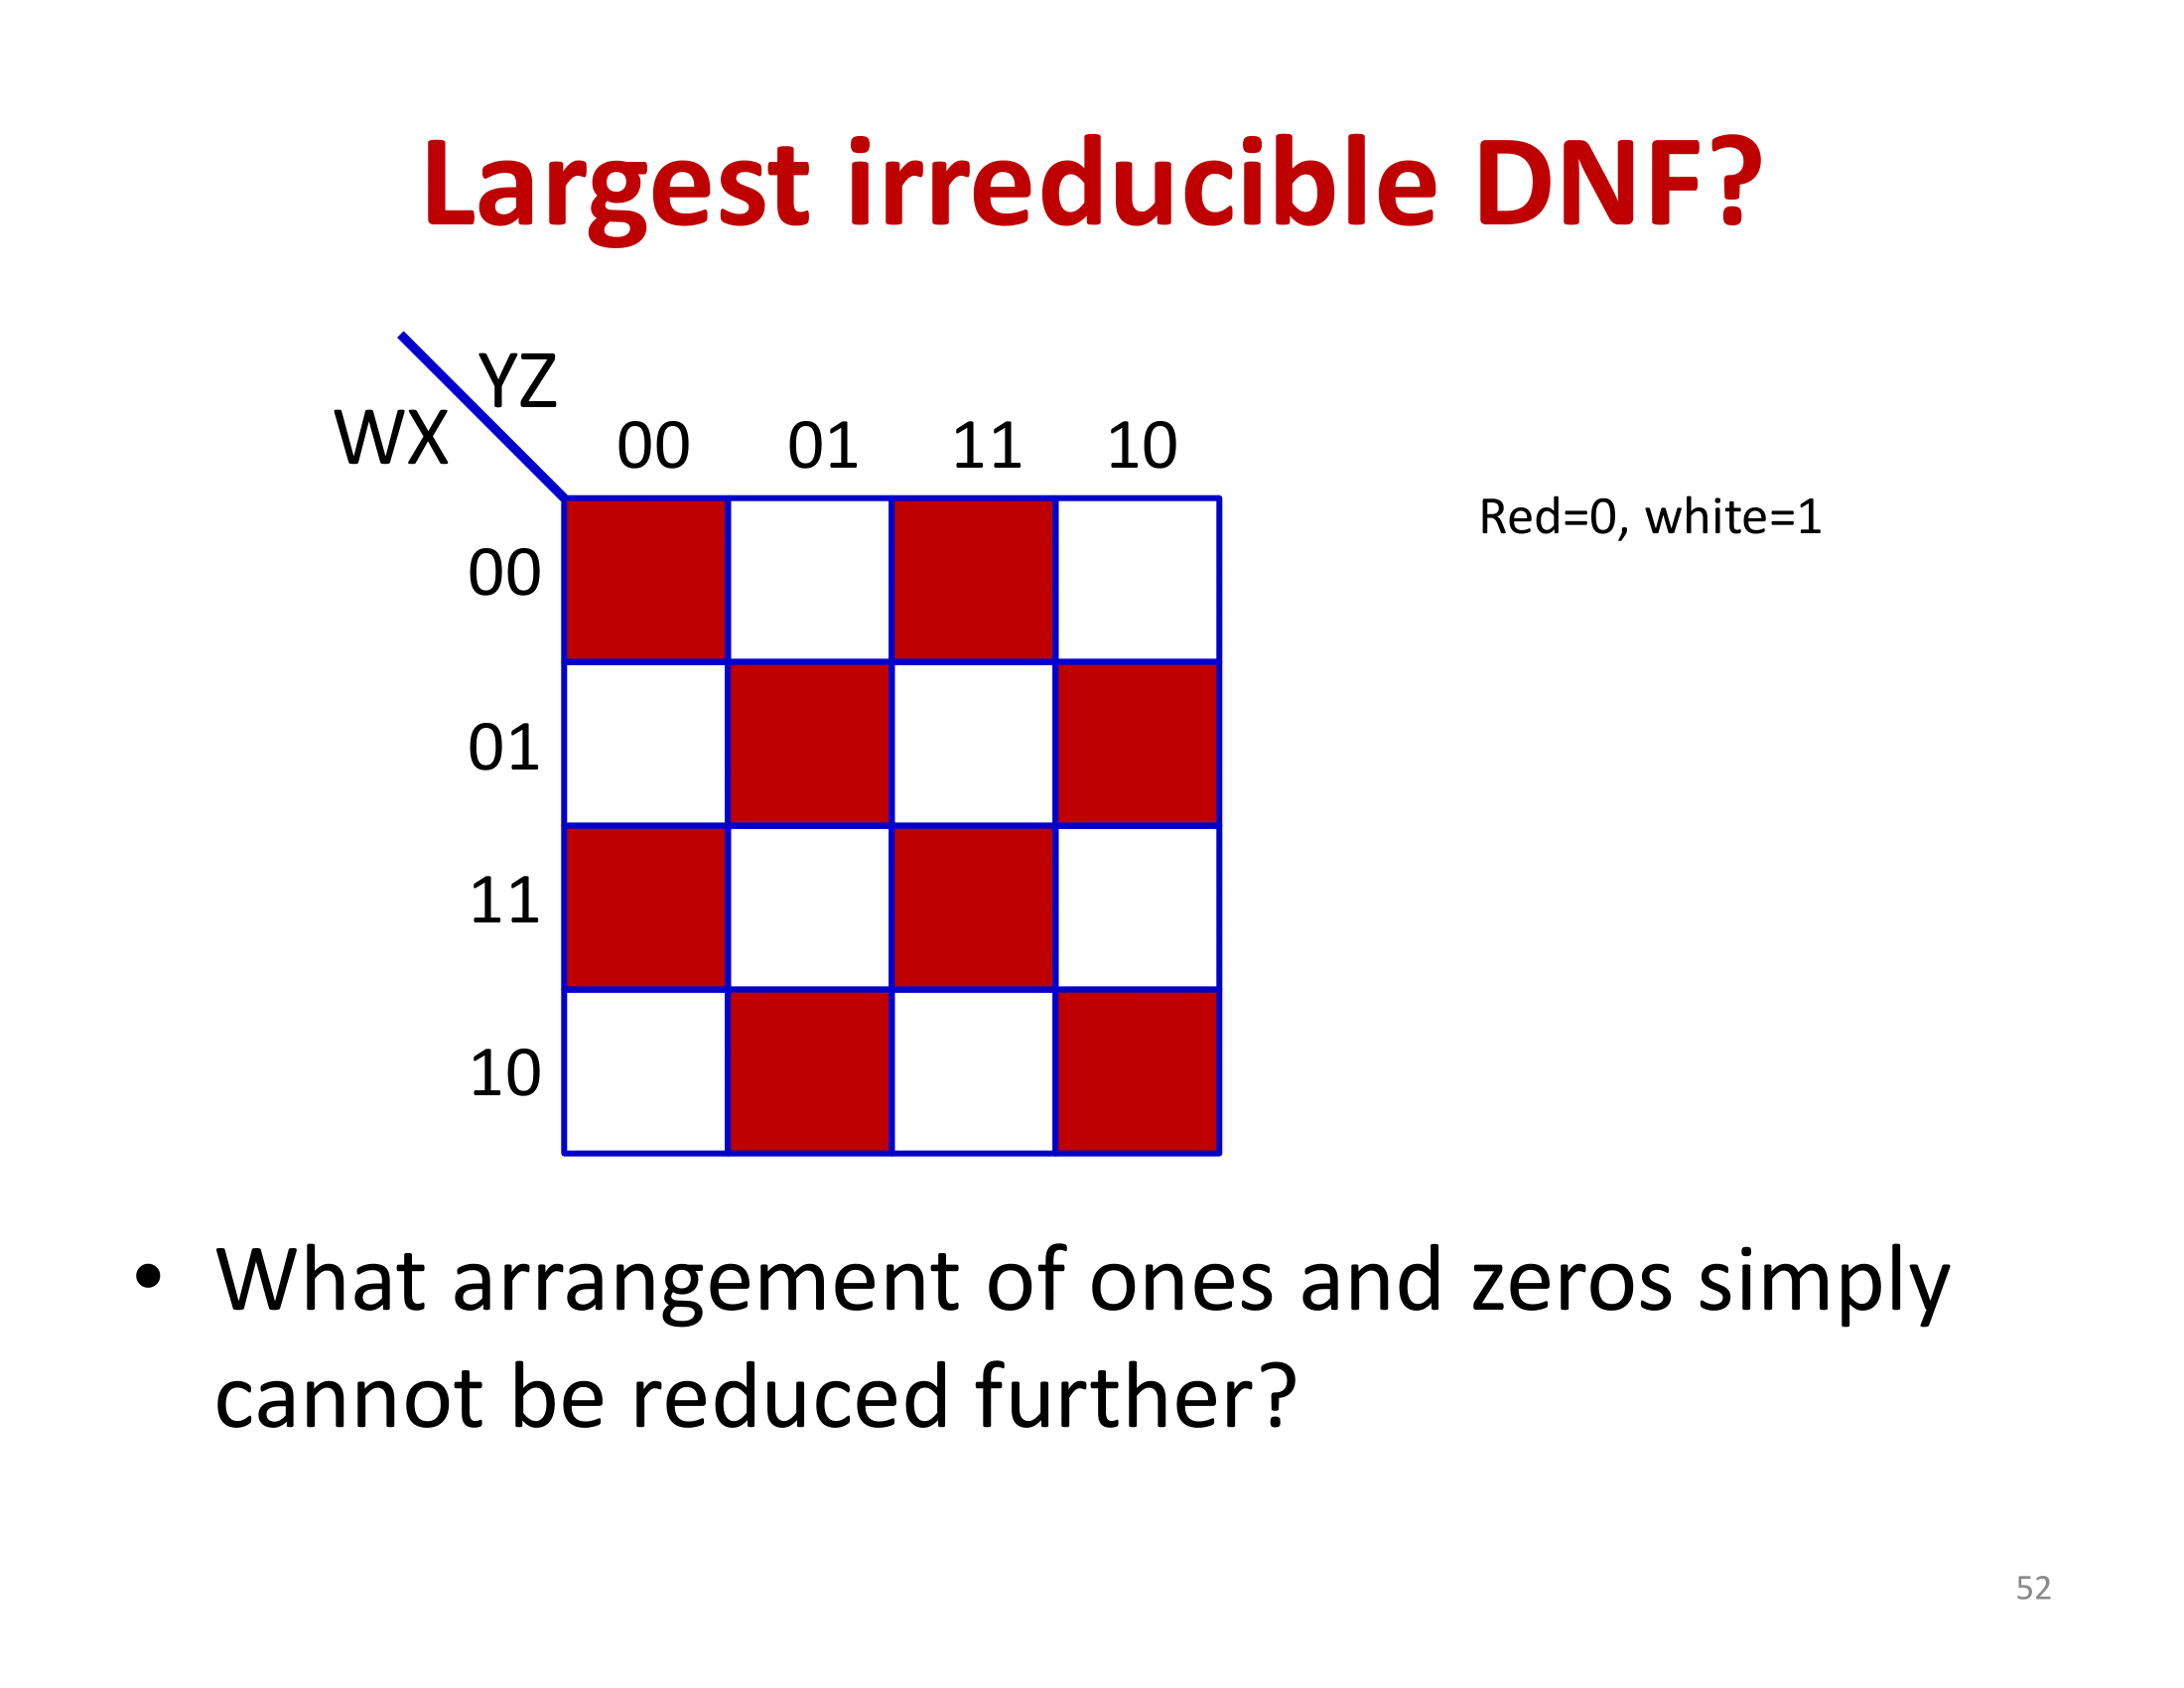 Largest irreducible DNF?
YZ
WX
00 01 11 10
Red=0, white=1
00
01
11
10
• What arrangement of ones and zeros simply
cannot be reduced further?
52